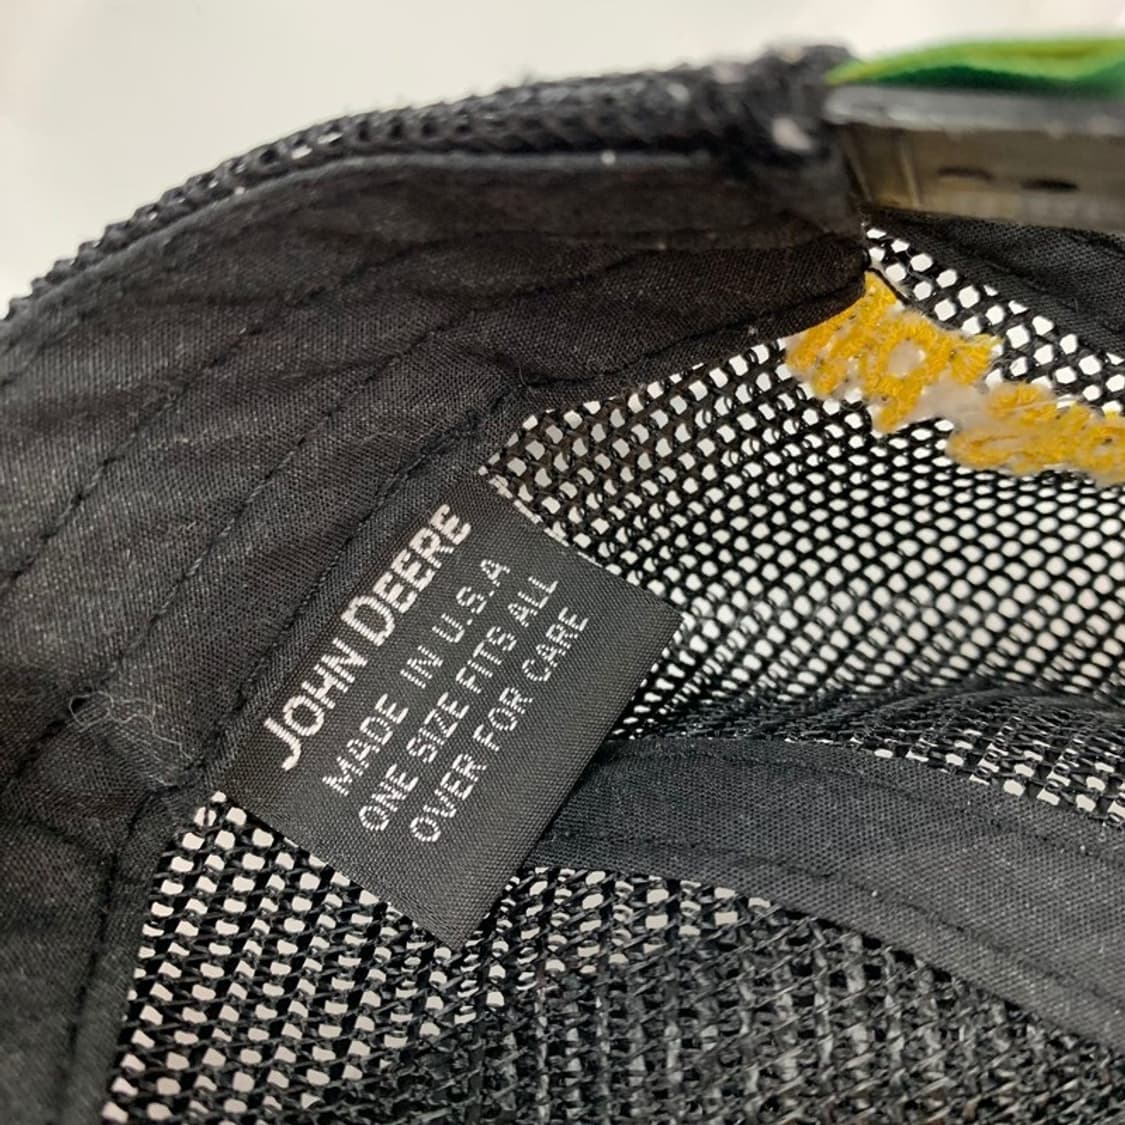 JOHN DEERE
MADE IN U.S.A
ONE SIZE FITS ALL
OVER FOR CARE